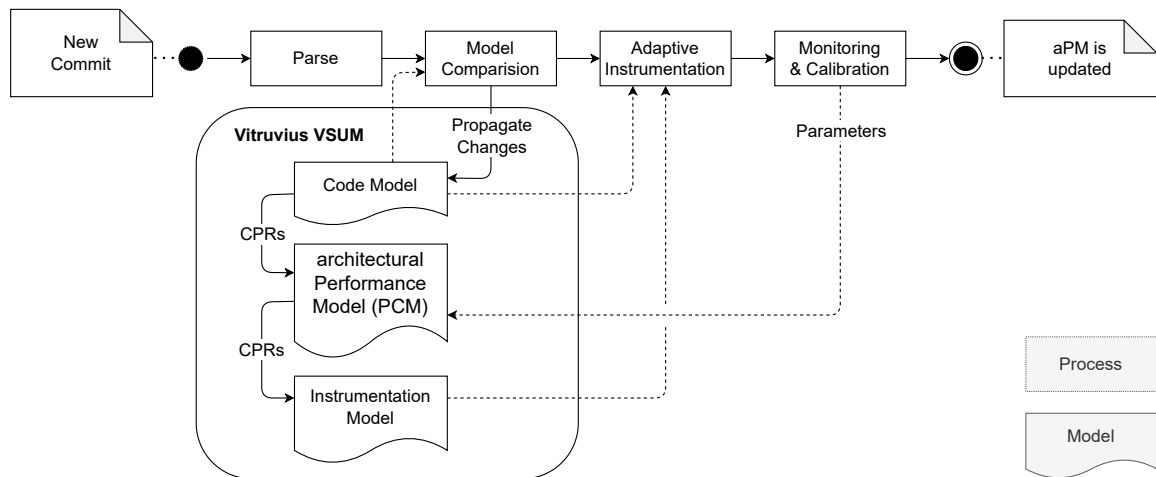 New
Commit
Parse
Model
Comparision
Adaptive
Instrumentation
Monitoring
& Calibration
aPM is
updated
Vitruvius VSUM
Propagate
Changes
Parameters
Code Model
CPRs
architectural
Performance
Model (PCM)
CPRs
Instrumentation
Model
Process
Model